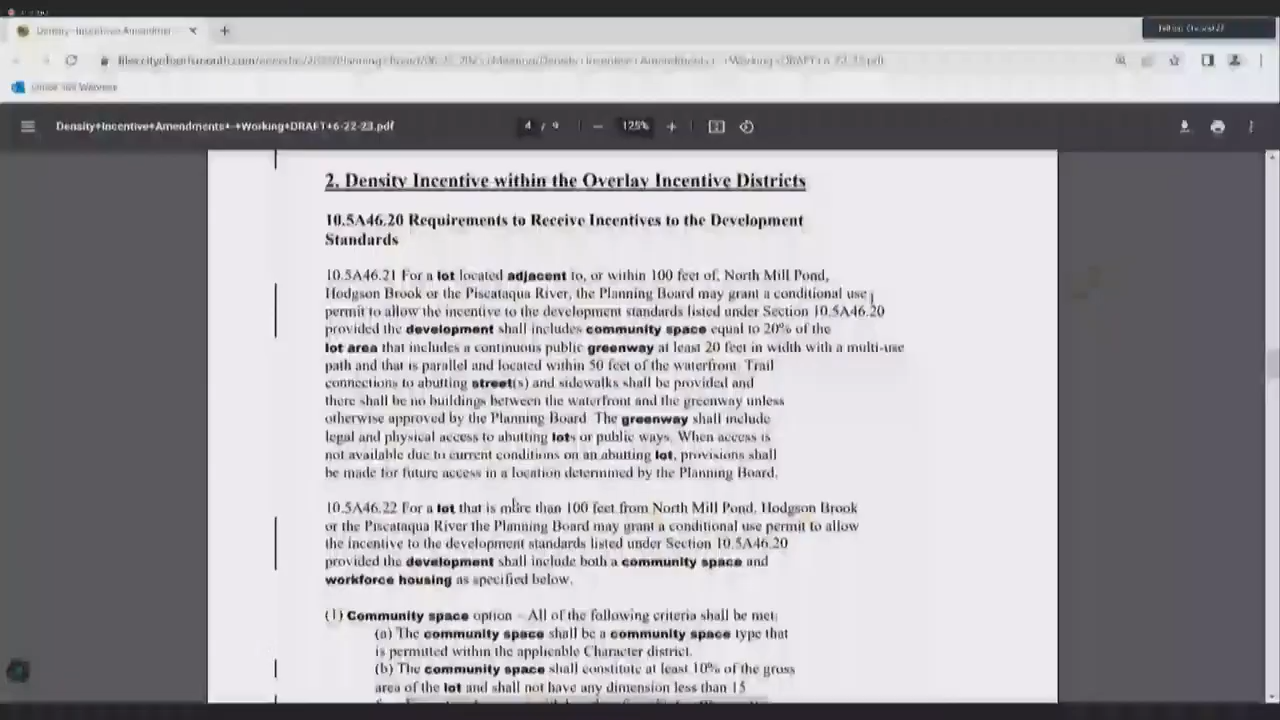 Density+Incentive+Amendments+-+Working+DRAFT+6-22-23.pdf
4 / 9
125%
2. Density Incentive within the Overlay Incentive Districts
10.5A46.20 Requirements to Receive Incentives to the Development
Standards
10.5A46.21 For a lot located adjacent to, or within 100 feet of, North Mill Pond,
Hodgson Brook or the Piscataqua River, the Planning Board may grant a conditional use
permit to allow the incentive to the development standards listed under Section 10.5A46.20
provided the development shall includes community space equal to 20% of the
lot area that includes a continuous public greenway at least 20 feet in width with a multi-use
path and that is parallel and located within 50 feet of the waterfront. Trail
connections to abutting street(s) and sidewalks shall be provided and
there shall be no buildings between the waterfront and the greenway unless
otherwise approved by the Planning Board. The greenway shall include
legal and physical access to abutting lots or public ways. When access is
not available due to current conditions on an abutting lot, provisions shall
be made for future access in a location determined by the Planning Board.
10.5A46.22 For a lot that is more than 100 feet from North Mill Pond, Hodgson Brook
or the Piscataqua River the Planning Board may grant a conditional use permit to allow
the incentive to the development standards listed under Section 10.5A46.20
provided the development shall include both a community space and
workforce housing as specified below.
(1) Community space option - All of the following criteria shall be met:
(a) The community space shall be a community space type that
is permitted within the applicable Character district.
(b) The community space shall constitute at least 10% of the gross
area of the lot and shall not have any dimension less than 15